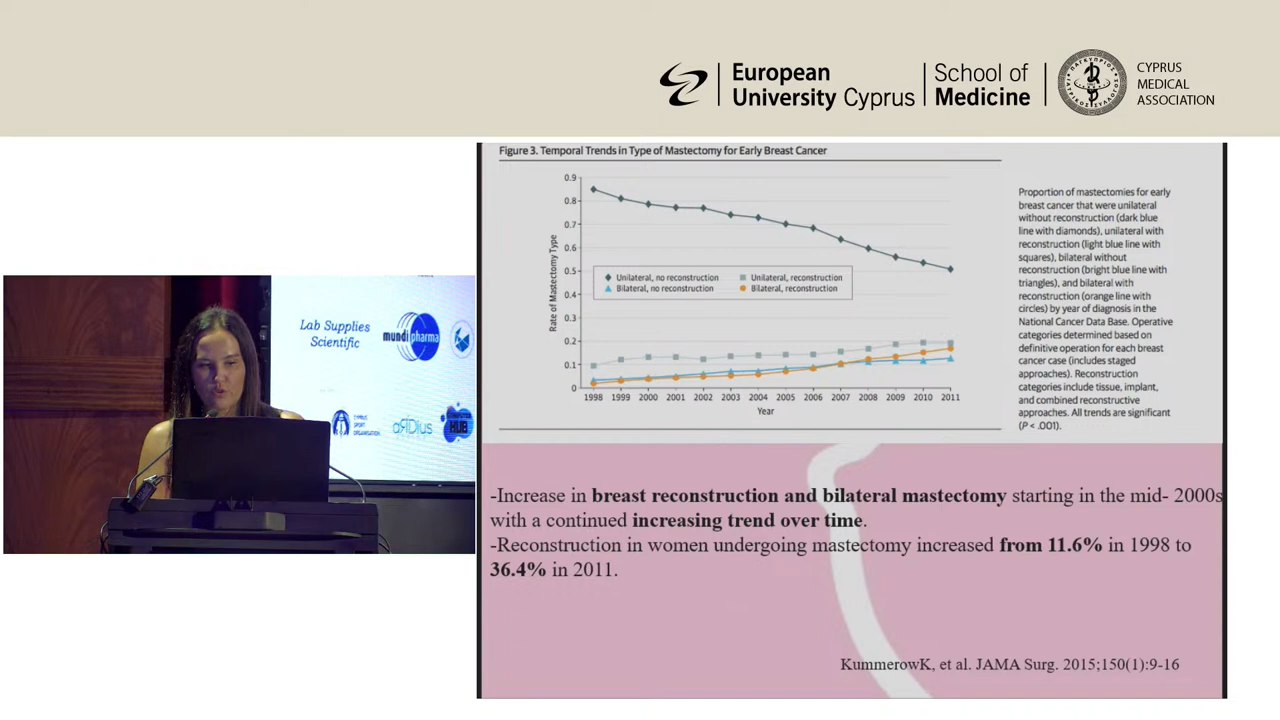 European
University Cyprus
School of
Medicine
ΠΑΓΚΥΠΡΙΟΣ
ΙΑΤΡΙΚΟΣ ΣΥΛΛΟΓΟΣ
CYPRUS
MEDICAL
ASSOCIATION
Lab Supplies
Scientific
mundipharma
CYPRUS
SPORT
ORGANISATION
aRIDius
COMPUTER
HUB
Figure 3. Temporal Trends in Type of Mastectomy for Early Breast Cancer
Rate of Mastectomy Type
0.9
0.8
0.7
0.6
0.5
0.4
0.3
0.2
0.1
0
Unilateral, no reconstruction
Unilateral, reconstruction
Bilateral, no reconstruction
Bilateral, reconstruction
1998 1999 2000 2001 2002 2003 2004 2005 2006 2007 2008 2009 2010 2011
Year
Proportion of mastectomies for early
breast cancer that were unilateral
without reconstruction (dark blue
line with diamonds), unilateral with
reconstruction (light blue line with
squares), bilateral without
reconstruction (bright blue line with
triangles), and bilateral with
reconstruction (orange line with
circles) by year of diagnosis in the
National Cancer Data Base. Operative
categories determined based on
definitive operation for each breast
cancer case (includes staged
approaches). Reconstruction
categories include tissue, implant,
and combined reconstructive
approaches. All trends are significant
(P < .001).
-Increase in breast reconstruction and bilateral mastectomy starting in the mid- 2000s
with a continued increasing trend over time.
-Reconstruction in women undergoing mastectomy increased from 11.6% in 1998 to
36.4% in 2011.
KummerowK, et al. JAMA Surg. 2015;150(1):9-16